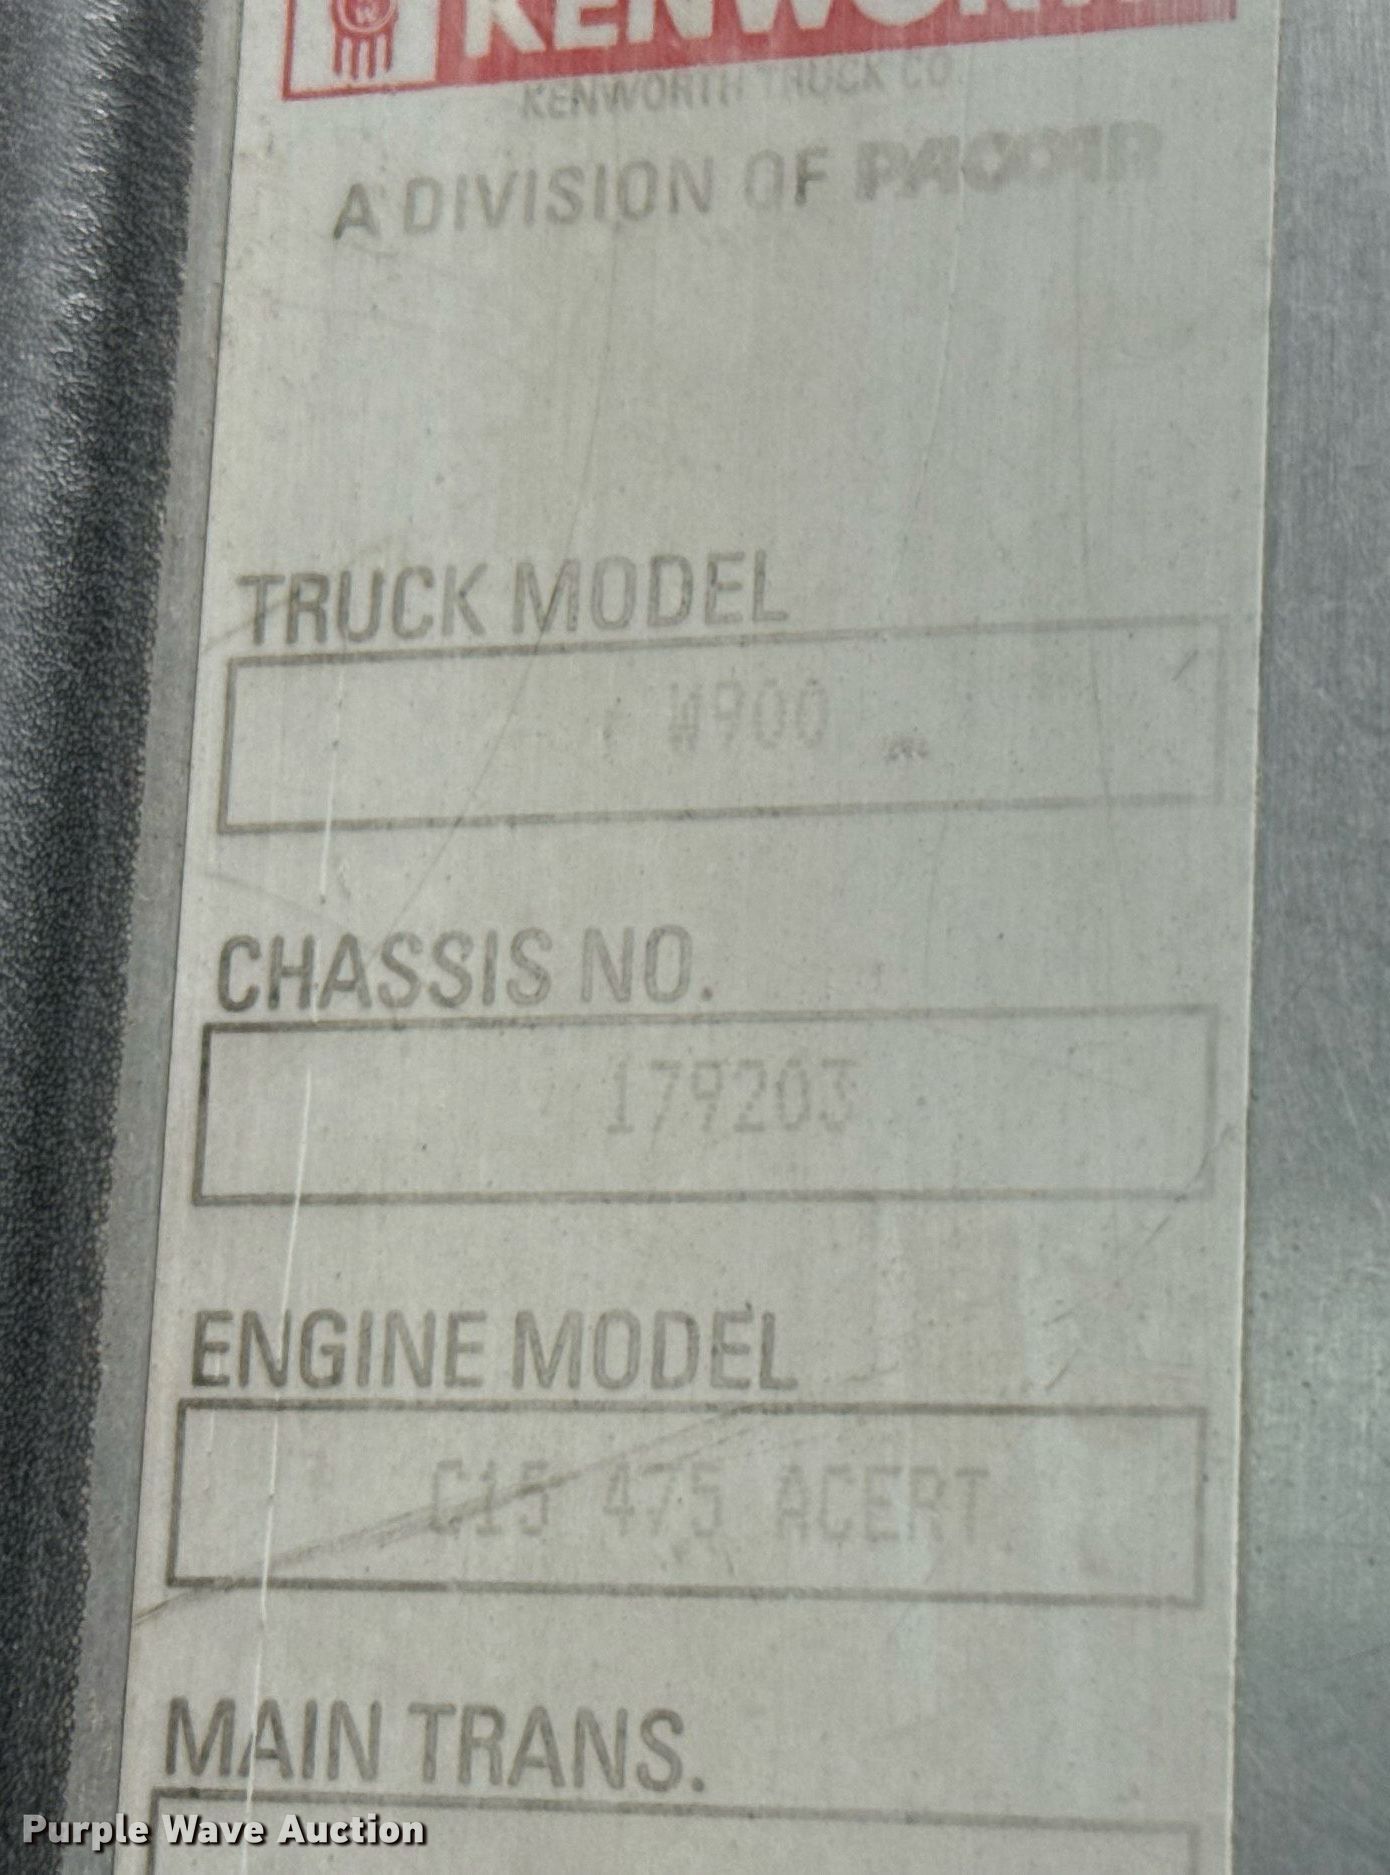 KENWORTH
KENWORTH TRUCK CO
A DIVISION OF PACCAR
TRUCK MODEL
W900
CHASSIS NO.
179203
ENGINE MODEL
C15 475 ACERT
MAIN TRANS.
Purple Wave Auction